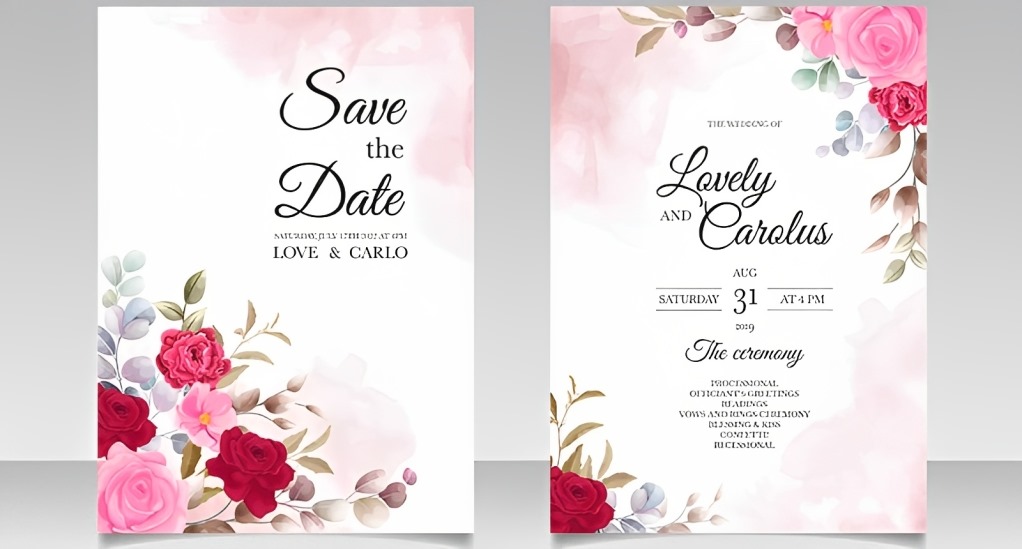 Save
the
Date
LOVE & CARLO
THE WEDDING OF
Lovely
AND
Carolus
AUG
SATURDAY 31 AT 4 PM
2019
The ceremony
PROCESSIONAL
OFFICIANT'S GREETINGS
READINGS
VOWS AND RINGS CEREMONY
BLESSING & KISS
CONFETTI
RECESSIONAL